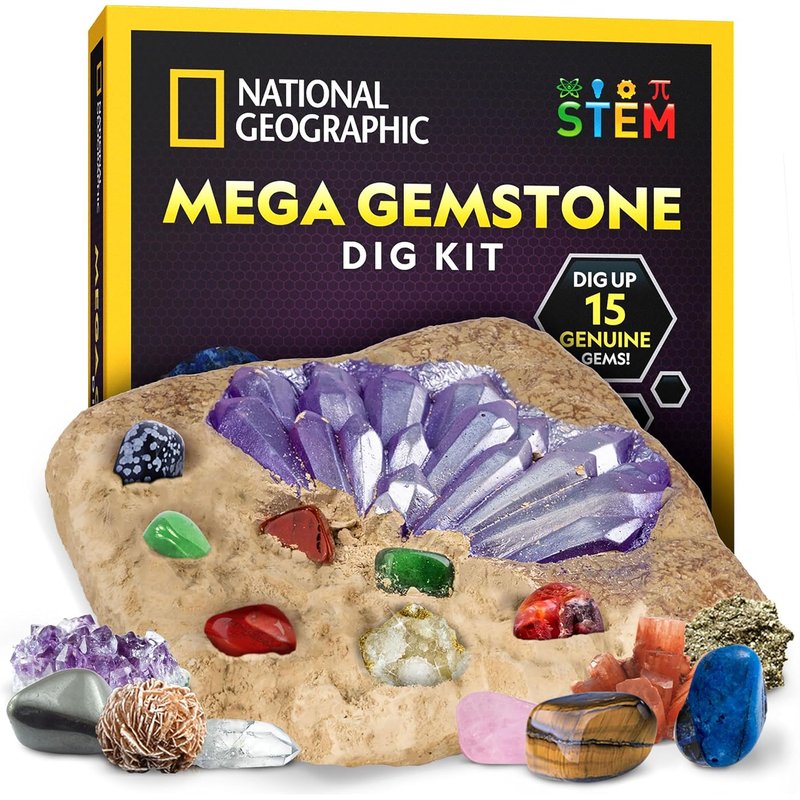 NATIONAL
GEOGRAPHIC
STEM
MEGA GEMSTONE
DIG KIT
DIG UP
15
GENUINE
GEMS!